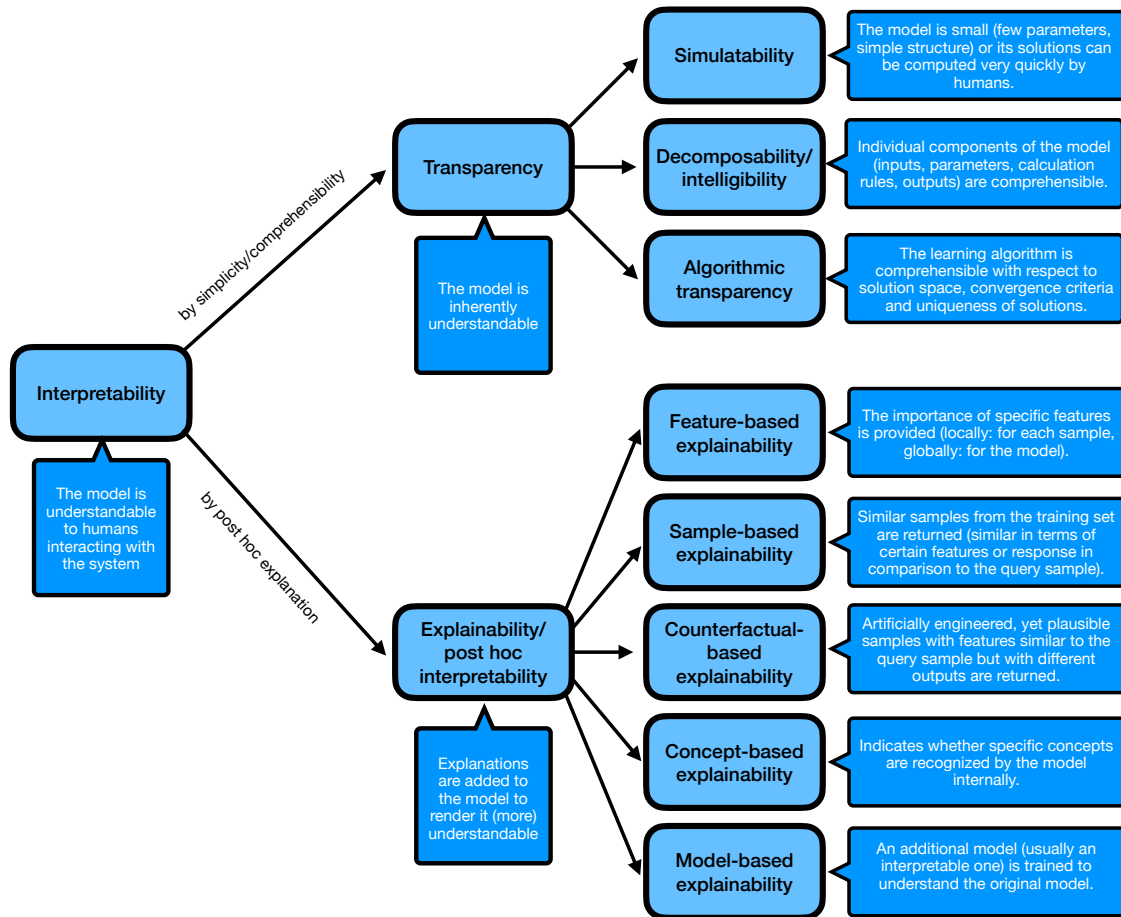 Interpretability
The model is
understandable
to humans
interacting with
the system
by simplicity/comprehensibility
by post hoc explanation
Transparency
The model is
inherently
understandable
Simulatability
The model is small (few parameters,
simple structure) or its solutions can
be computed very quickly by
humans.
Decomposability/
intelligibility
Individual components of the model
(inputs, parameters, calculation
rules, outputs) are comprehensible.
Algorithmic
transparency
The learning algorithm is
comprehensible with respect to
solution space, convergence criteria
and uniqueness of solutions.
Explainability/
post hoc
interpretability
Explanations
are added to
the model to
render it (more)
understandable
Feature-based
explainability
The importance of specific features
is provided (locally: for each sample,
globally: for the model).
Sample-based
explainability
Similar samples from the training set
are returned (similar in terms of
certain features or response in
comparison to the query sample).
Counterfactual-
based
explainability
Artificially engineered, yet plausible
samples with features similar to the
query sample but with different
outputs are returned.
Concept-based
explainability
Indicates whether specific concepts
are recognized by the model
internally.
Model-based
explainability
An additional model (usually an
interpretable one) is trained to
understand the original model.